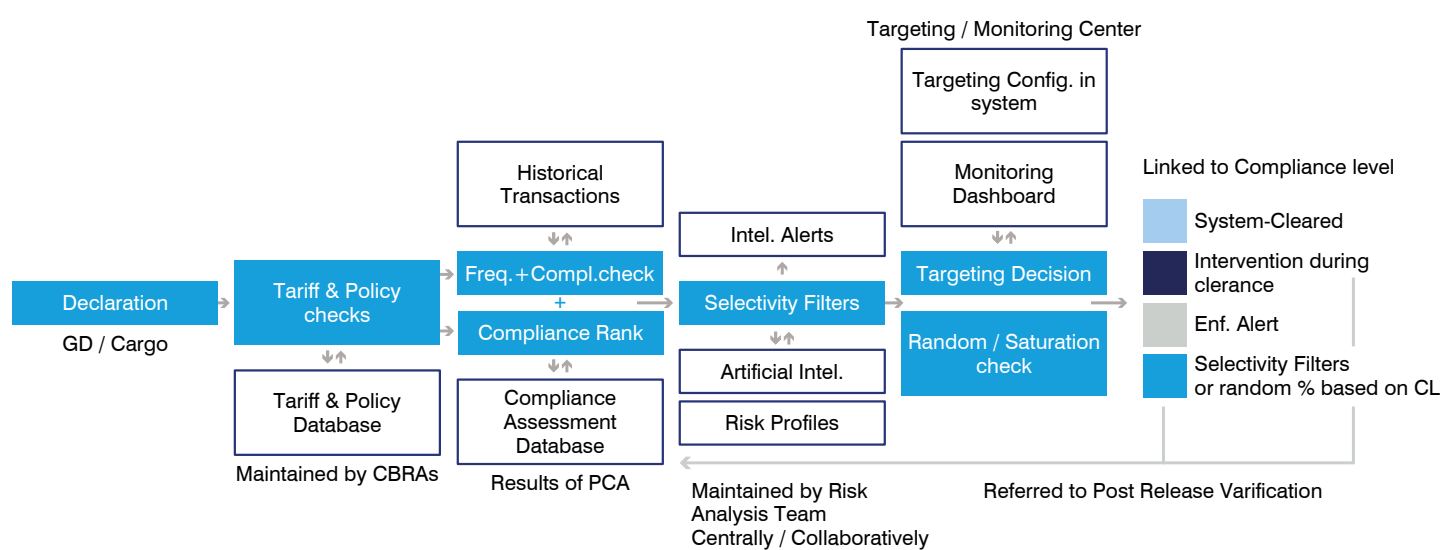 Targeting / Monitoring Center
Targeting Config. in
system
Historical
Transactions
Monitoring
Dashboard
Linked to Compliance level
System-Cleared
Intel. Alerts
Freq.+Compl.check
Targeting Decision
Intervention during
clerance
Declaration
Tariff & Policy
checks
+
Selectivity Filters
Enf. Alert
GD / Cargo
Compliance Rank
Random / Saturation
check
Artificial Intel.
Selectivity Filters
or random % based on CL
Tariff & Policy
Database
Compliance
Assessment
Database
Risk Profiles
Maintained by CBRAs
Results of PCA
Maintained by Risk
Analysis Team
Centrally / Collaboratively
Referred to Post Release Varification